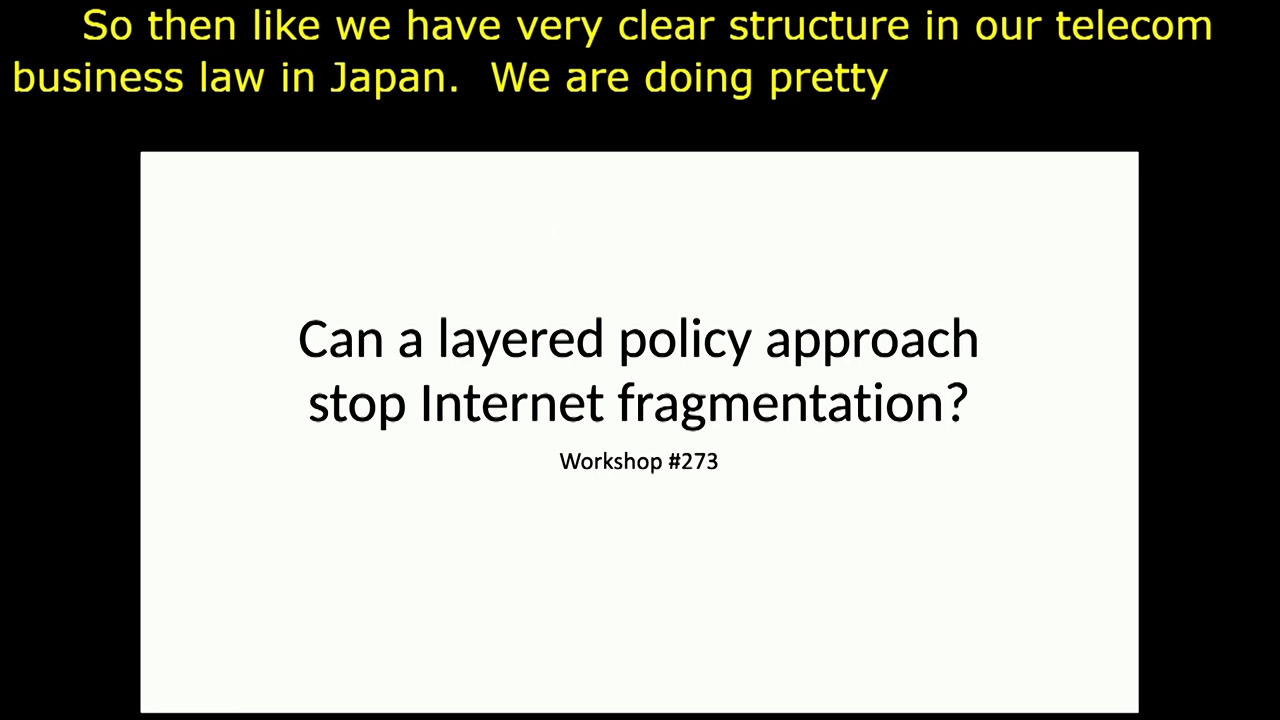 So then like we have very clear structure in our telecom
business law in Japan.  We are doing pretty
Can a layered policy approach
stop Internet fragmentation?
Workshop #273